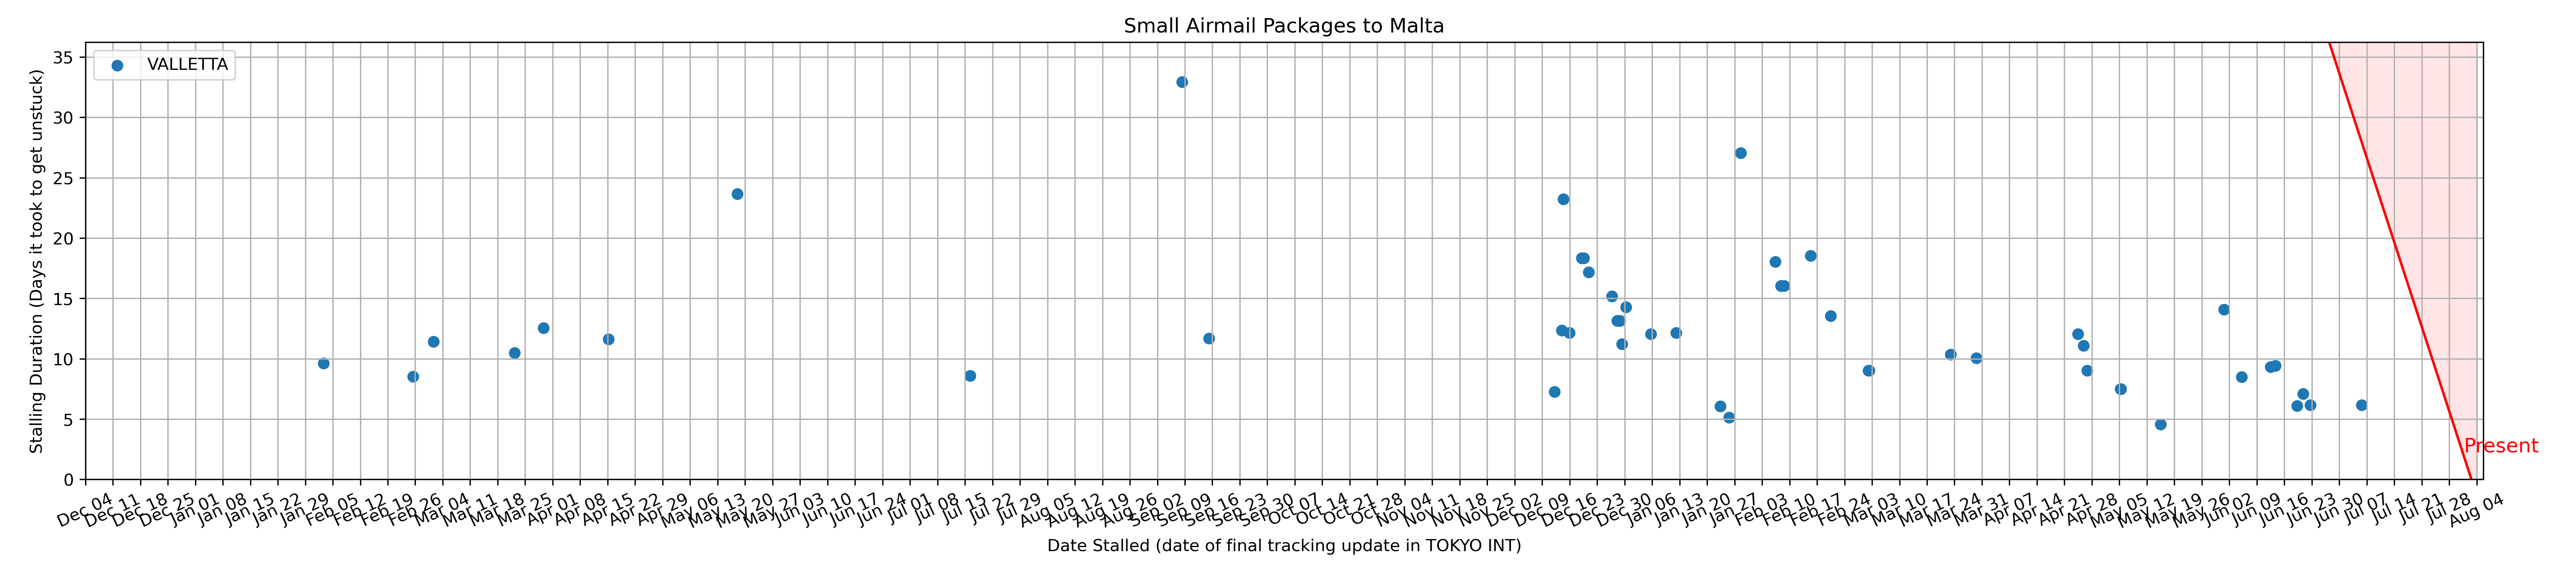 Small Airmail Packages to Malta
VALLETTA
Stalling Duration (Days it took to get unstuck)
35
30
25
20
15
10
5
0
Present
Dec 04
Dec 11
Dec 18
Dec 25
Jan 01
Jan 08
Jan 15
Jan 22
Jan 29
Feb 05
Feb 12
Feb 19
Feb 26
Mar 04
Mar 11
Mar 18
Mar 25
Apr 01
Apr 08
Apr 15
Apr 22
Apr 29
May 06
May 13
May 20
May 27
Jun 03
Jun 10
Jun 17
Jun 24
Jul 01
Jul 08
Jul 15
Jul 22
Jul 29
Aug 05
Aug 12
Aug 19
Aug 26
Sep 02
Sep 09
Sep 16
Sep 23
Sep 30
Oct 07
Oct 14
Oct 21
Oct 28
Nov 04
Nov 11
Nov 18
Nov 25
Dec 02
Dec 09
Dec 16
Dec 23
Dec 30
Jan 06
Jan 13
Jan 20
Jan 27
Feb 03
Feb 10
Feb 17
Feb 24
Mar 03
Mar 10
Mar 17
Mar 24
Mar 31
Apr 07
Apr 14
Apr 21
Apr 28
May 05
May 12
May 19
May 26
Jun 02
Jun 09
Jun 16
Jun 23
Jun 30
Jul 07
Jul 14
Jul 21
Jul 28
Aug 04
Date Stalled (date of final tracking update in TOKYO INT)